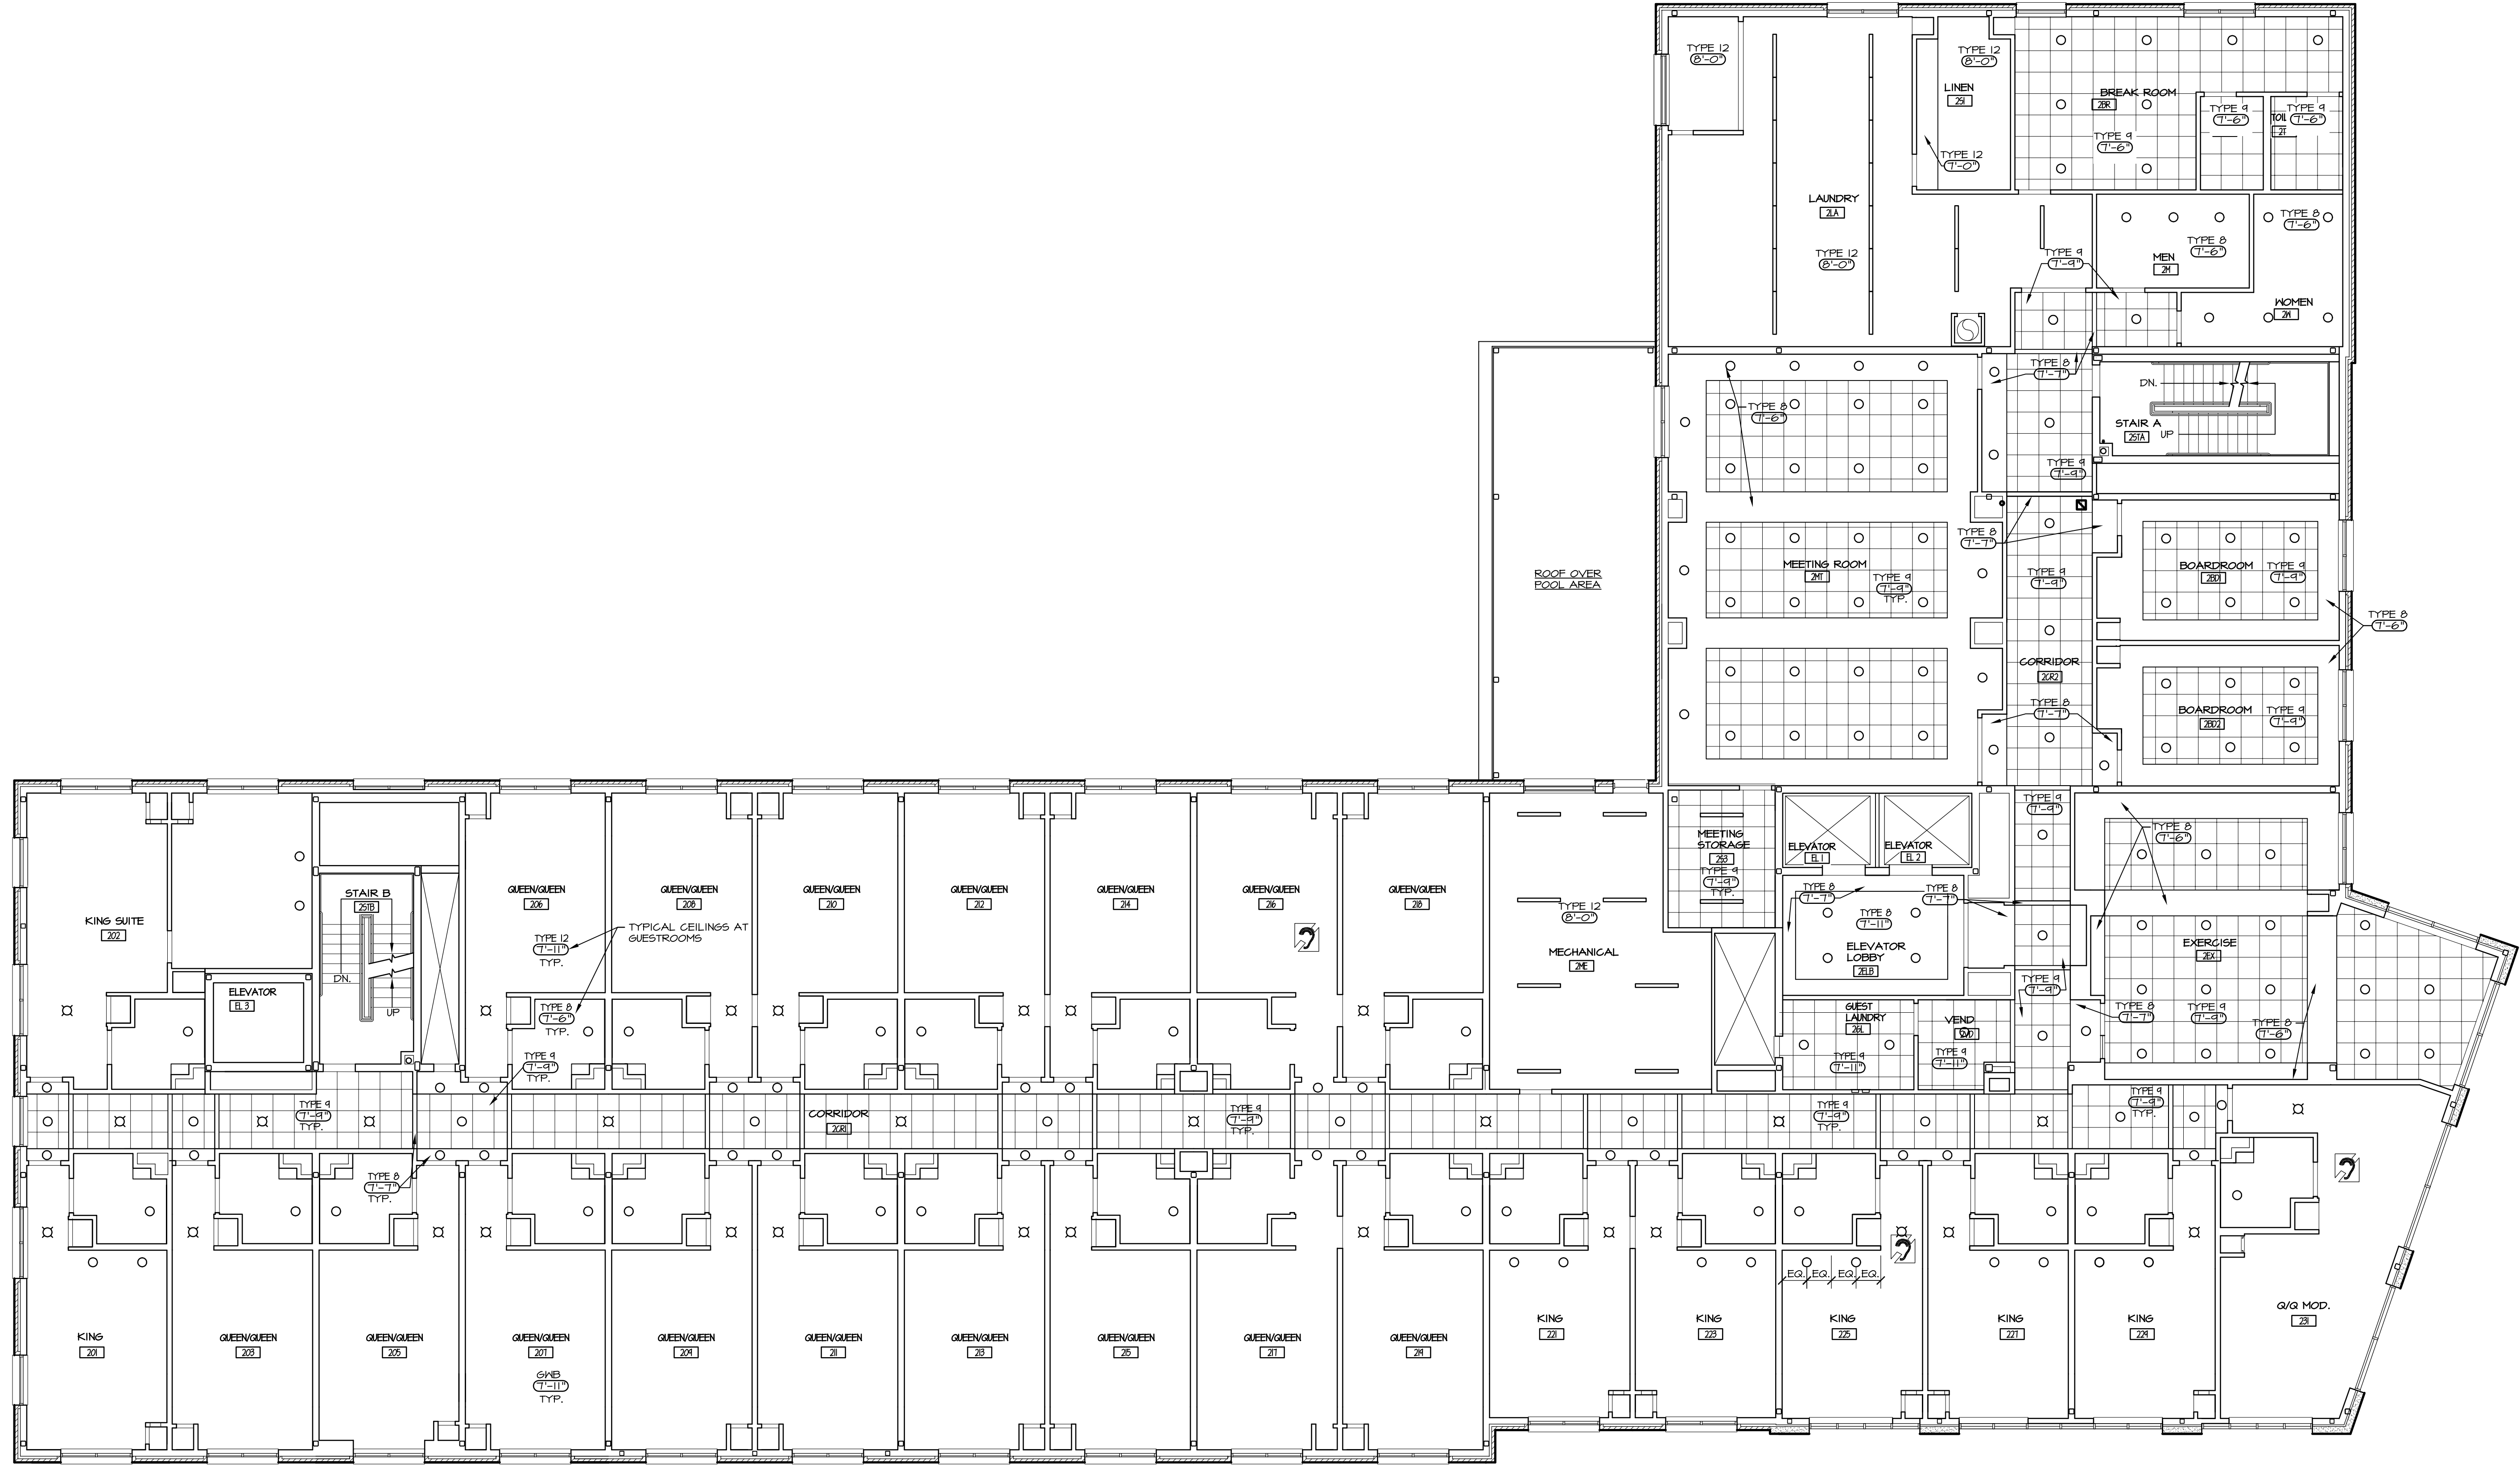 TYPE 12
8'-0"
TYPE 12
8'-0"
LINEN
2S1
BREAK ROOM
2BR
TYPE 9
7'-6"
TYPE 9
7'-6"
TOIL
2T
TYPE 9
7'-6"
TYPE 12
7'-0"
LAUNDRY
2LA
TYPE 12
8'-0"
TYPE 8
7'-6"
TYPE 8
7'-6"
MEN
2M
TYPE 9
7'-9"
WOMEN
2W
TYPE 8
7'-7"
DN.
STAIR A
2STA
UP
TYPE 8
7'-6"
TYPE 9
7'-9"
TYPE 8
7'-7"
ROOF OVER
POOL AREA
MEETING ROOM
2MT
TYPE 9
7'-9"
TYP.
TYPE 9
7'-9"
BOARDROOM
2BD1
TYPE 9
7'-9"
TYPE 8
7'-6"
CORRIDOR
2CR2
TYPE 8
7'-7"
BOARDROOM
2BD2
TYPE 9
7'-9"
TYPE 9
7'-9"
MEETING
STORAGE
2S3
TYPE 9
7'-9"
TYP.
ELEVATOR
EL 1
ELEVATOR
EL 2
TYPE 8
7'-6"
TYPE 8
7'-7"
TYPE 8
7'-7"
TYPE 8
7'-11"
ELEVATOR
LOBBY
2ELB
EXERCISE
2EX
TYPE 9
7'-9"
TYPE 9
7'-9"
TYPE 8
7'-7"
TYPE 8
7'-6"
GUEST
LAUNDRY
2GL
TYPE 9
7'-11"
VEND
2VD
TYPE 9
7'-11"
KING SUITE
202
STAIR B
2STB
DN.
UP
ELEVATOR
EL 3
QUEEN/QUEEN
206
QUEEN/QUEEN
208
QUEEN/QUEEN
210
QUEEN/QUEEN
212
QUEEN/QUEEN
214
QUEEN/QUEEN
216
QUEEN/QUEEN
218
TYPE 12
8'-0"
MECHANICAL
2ME
TYPE 12
7'-11"
TYP.
TYPICAL CEILINGS AT
GUESTROOMS
TYPE 8
7'-6"
TYP.
TYPE 9
7'-9"
TYP.
TYPE 9
7'-9"
TYP.
CORRIDOR
2CR1
TYPE 9
7'-9"
TYP.
TYPE 9
7'-9"
TYP.
TYPE 9
7'-9"
TYP.
TYPE 8
7'-7"
TYP.
EQ. EQ. EQ. EQ.
KING
201
QUEEN/QUEEN
203
QUEEN/QUEEN
205
QUEEN/QUEEN
207
GWB
7'-11"
TYP.
QUEEN/QUEEN
209
QUEEN/QUEEN
211
QUEEN/QUEEN
213
QUEEN/QUEEN
215
QUEEN/QUEEN
217
QUEEN/QUEEN
219
KING
221
KING
223
KING
225
KING
227
KING
229
Q/Q MOD.
231